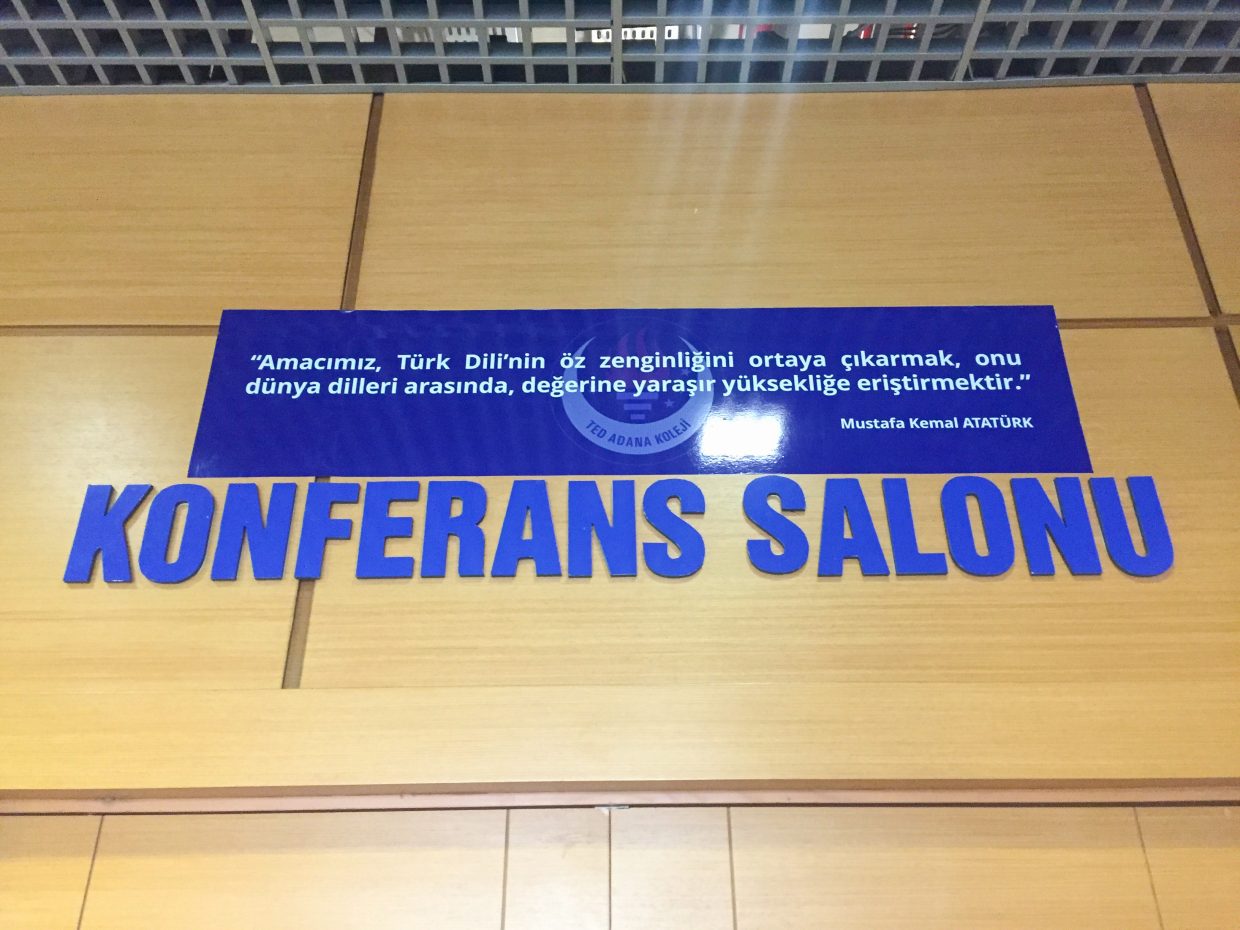 “Amacımız, Türk Dili’nin öz zenginliğini ortaya çıkarmak, onu
dünya dilleri arasında, değerine yaraşır yüksekliğe eriştirmektir.”
Mustafa Kemal ATATÜRK
TED ADANA KOLEJİ
KONFERANS SALONU